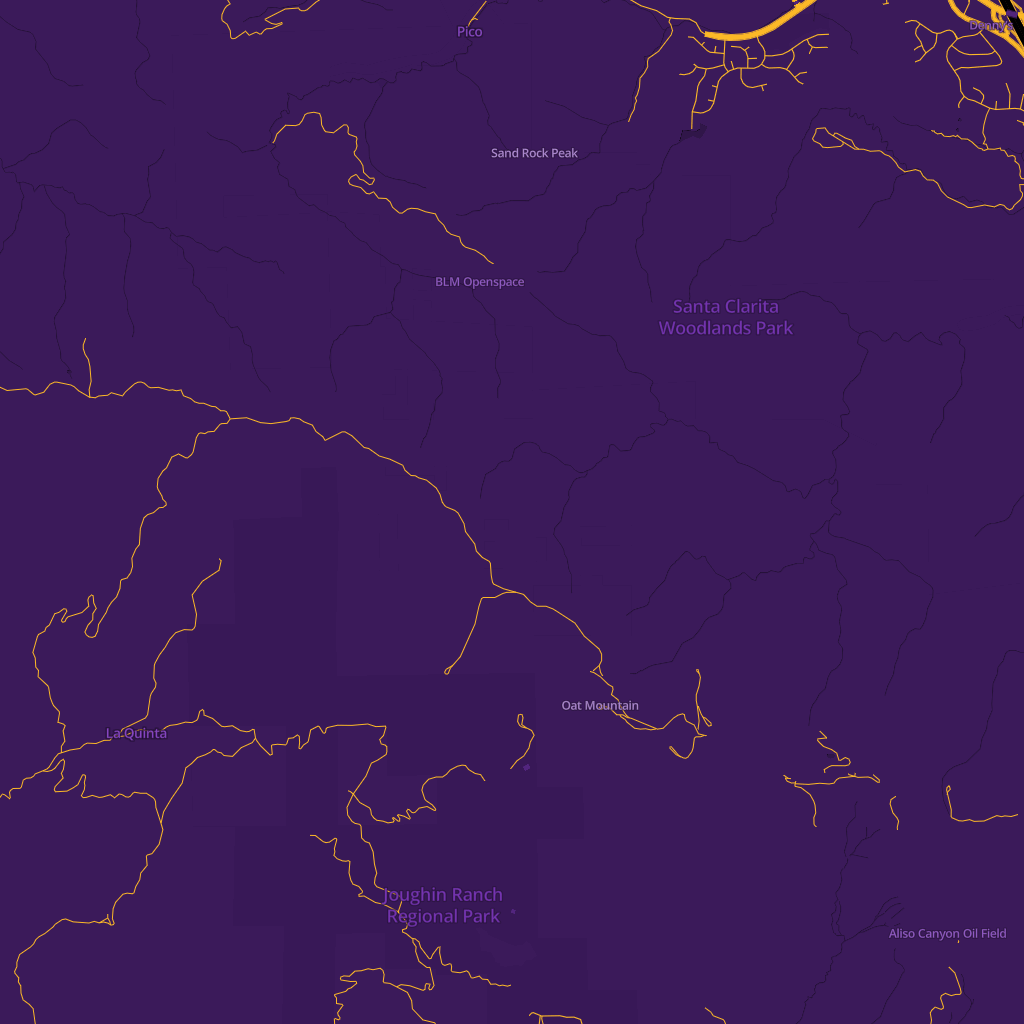 Pico
Denny's
Sand Rock Peak
BLM Openspace
Santa Clarita
Woodlands Park
Oat Mountain
La Quinta
Joughin Ranch
Regional Park
Aliso Canyon Oil Field